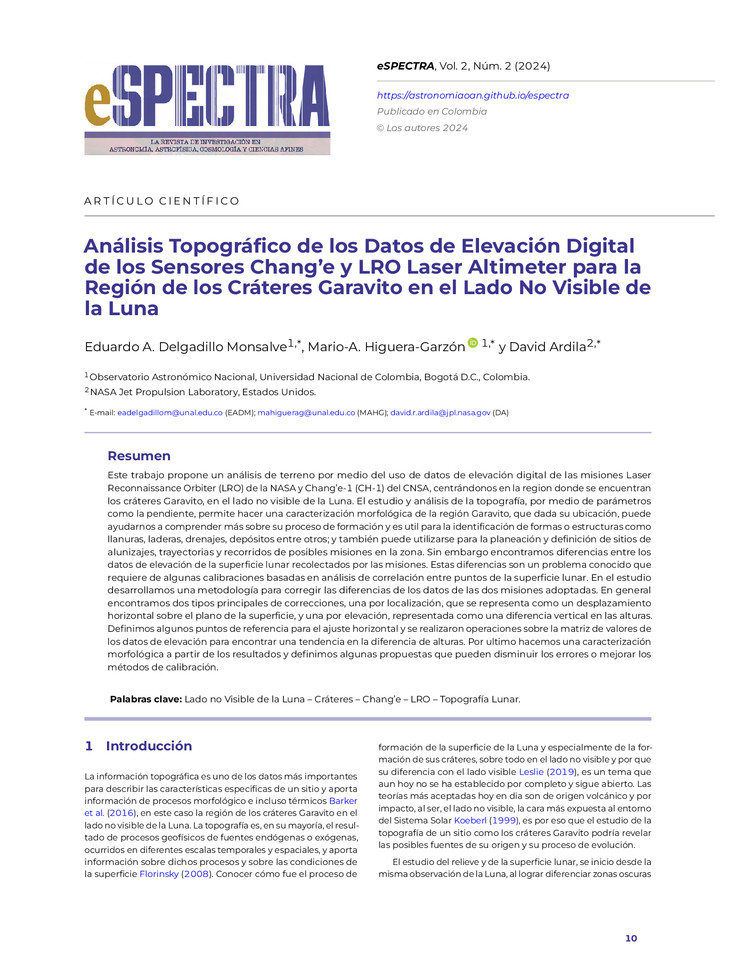 eSPECTRA
LA REVISTA DE INVESTIGACIÓN EN
ASTRONOMÍA, ASTROFÍSICA, COSMOLOGÍA Y CIENCIAS AFINES
eSPECTRA, Vol. 2, Núm. 2 (2024)
https://astronomiaoan.github.io/espectra
Publicado en Colombia
© Los autores 2024
ARTÍCULO CIENTÍFICO
Análisis Topográfico de los Datos de Elevación Digital
de los Sensores Chang’e y LRO Laser Altimeter para la
Región de los Cráteres Garavito en el Lado No Visible de
la Luna
Eduardo A. Delgadillo Monsalve1,*, Mario-A. Higuera-Garzón iD 1,* y David Ardila2,*
1 Observatorio Astronómico Nacional, Universidad Nacional de Colombia, Bogotá D.C., Colombia.
2 NASA Jet Propulsion Laboratory, Estados Unidos.
* E-mail: eadelgadillom@unal.edu.co (EADM); mahiguerag@unal.edu.co (MAHG); david.r.ardila@jpl.nasa.gov (DA)
Resumen
Este trabajo propone un análisis de terreno por medio del uso de datos de elevación digital de las misiones Laser
Reconnaissance Orbiter (LRO) de la NASA y Chang’e-1 (CH-1) del CNSA, centrándonos en la region donde se encuentran
los cráteres Garavito, en el lado no visible de la Luna. El estudio y análisis de la topografía, por medio de parámetros
como la pendiente, permite hacer una caracterización morfológica de la región Garavito, que dada su ubicación, puede
ayudarnos a comprender más sobre su proceso de formación y es util para la identificación de formas o estructuras como
llanuras, laderas, drenajes, depósitos entre otros; y también puede utilizarse para la planeación y definición de sitios de
alunizajes, trayectorias y recorridos de posibles misiones en la zona. Sin embargo encontramos diferencias entre los
datos de elevación de la superficie lunar recolectados por las misiones. Estas diferencias son un problema conocido que
requiere de algunas calibraciones basadas en análisis de correlación entre puntos de la superficie lunar. En el estudio
desarrollamos una metodología para corregir las diferencias de los datos de las dos misiones adoptadas. En general
encontramos dos tipos principales de correcciones, una por localización, que se representa como un desplazamiento
horizontal sobre el plano de la superficie, y una por elevación, representada como una diferencia vertical en las alturas.
Definimos algunos puntos de referencia para el ajuste horizontal y se realizaron operaciones sobre la matriz de valores de
los datos de elevación para encontrar una tendencia en la diferencia de alturas. Por ultimo hacemos una caracterización
morfológica a partir de los resultados y definimos algunas propuestas que pueden disminuir los errores o mejorar los
métodos de calibración.
Palabras clave: Lado no Visible de la Luna – Cráteres – Chang’e – LRO – Topografía Lunar.
1 Introducción
La información topográfica es uno de los datos más importantes
para describir las características especificas de un sitio y aporta
información de procesos morfológico e incluso térmicos Barker
et al. (2016), en este caso la región de los cráteres Garavito en el
lado no visible de la Luna. La topografía es, en su mayoría, el resul-
tado de procesos geofísicos de fuentes endógenas o exógenas,
ocurridos en diferentes escalas temporales y espaciales, y aporta
información sobre dichos procesos y sobre las condiciones de
la superficie Florinsky (2008). Conocer cómo fue el proceso de
formación de la superficie de la Luna y especialmente de la for-
mación de sus cráteres, sobre todo en el lado no visible y por que
su diferencia con el lado visible Leslie (2019), es un tema que
aun hoy no se ha establecido por completo y sigue abierto. Las
teorías más aceptadas hoy en dia son de origen volcánico y por
impacto, al ser, el lado no visible, la cara más expuesta al entorno
del Sistema Solar Koeberl (1999), es por eso que el estudio de la
topografía de un sitio como los cráteres Garavito podría revelar
las posibles fuentes de su origen y su proceso de evolución.
El estudio del relieve y de la superficie lunar, se inicio desde la
misma observación de la Luna, al lograr diferenciar zonas oscuras
10